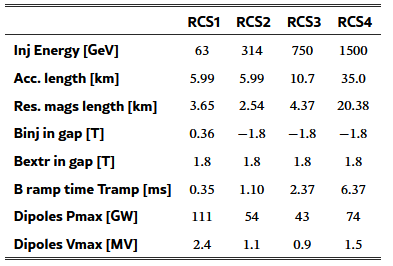 RCS1 RCS2 RCS3 RCS4
Inj Energy [GeV] 63 314 750 1500
Acc. length [km] 5.99 5.99 10.7 35.0
Res. mags length [km] 3.65 2.54 4.37 20.38
Binj in gap [T] 0.36 −1.8 −1.8 −1.8
Bextr in gap [T] 1.8 1.8 1.8 1.8
B ramp time Tramp [ms] 0.35 1.10 2.37 6.37
Dipoles Pmax [GW] 111 54 43 74
Dipoles Vmax [MV] 2.4 1.1 0.9 1.5